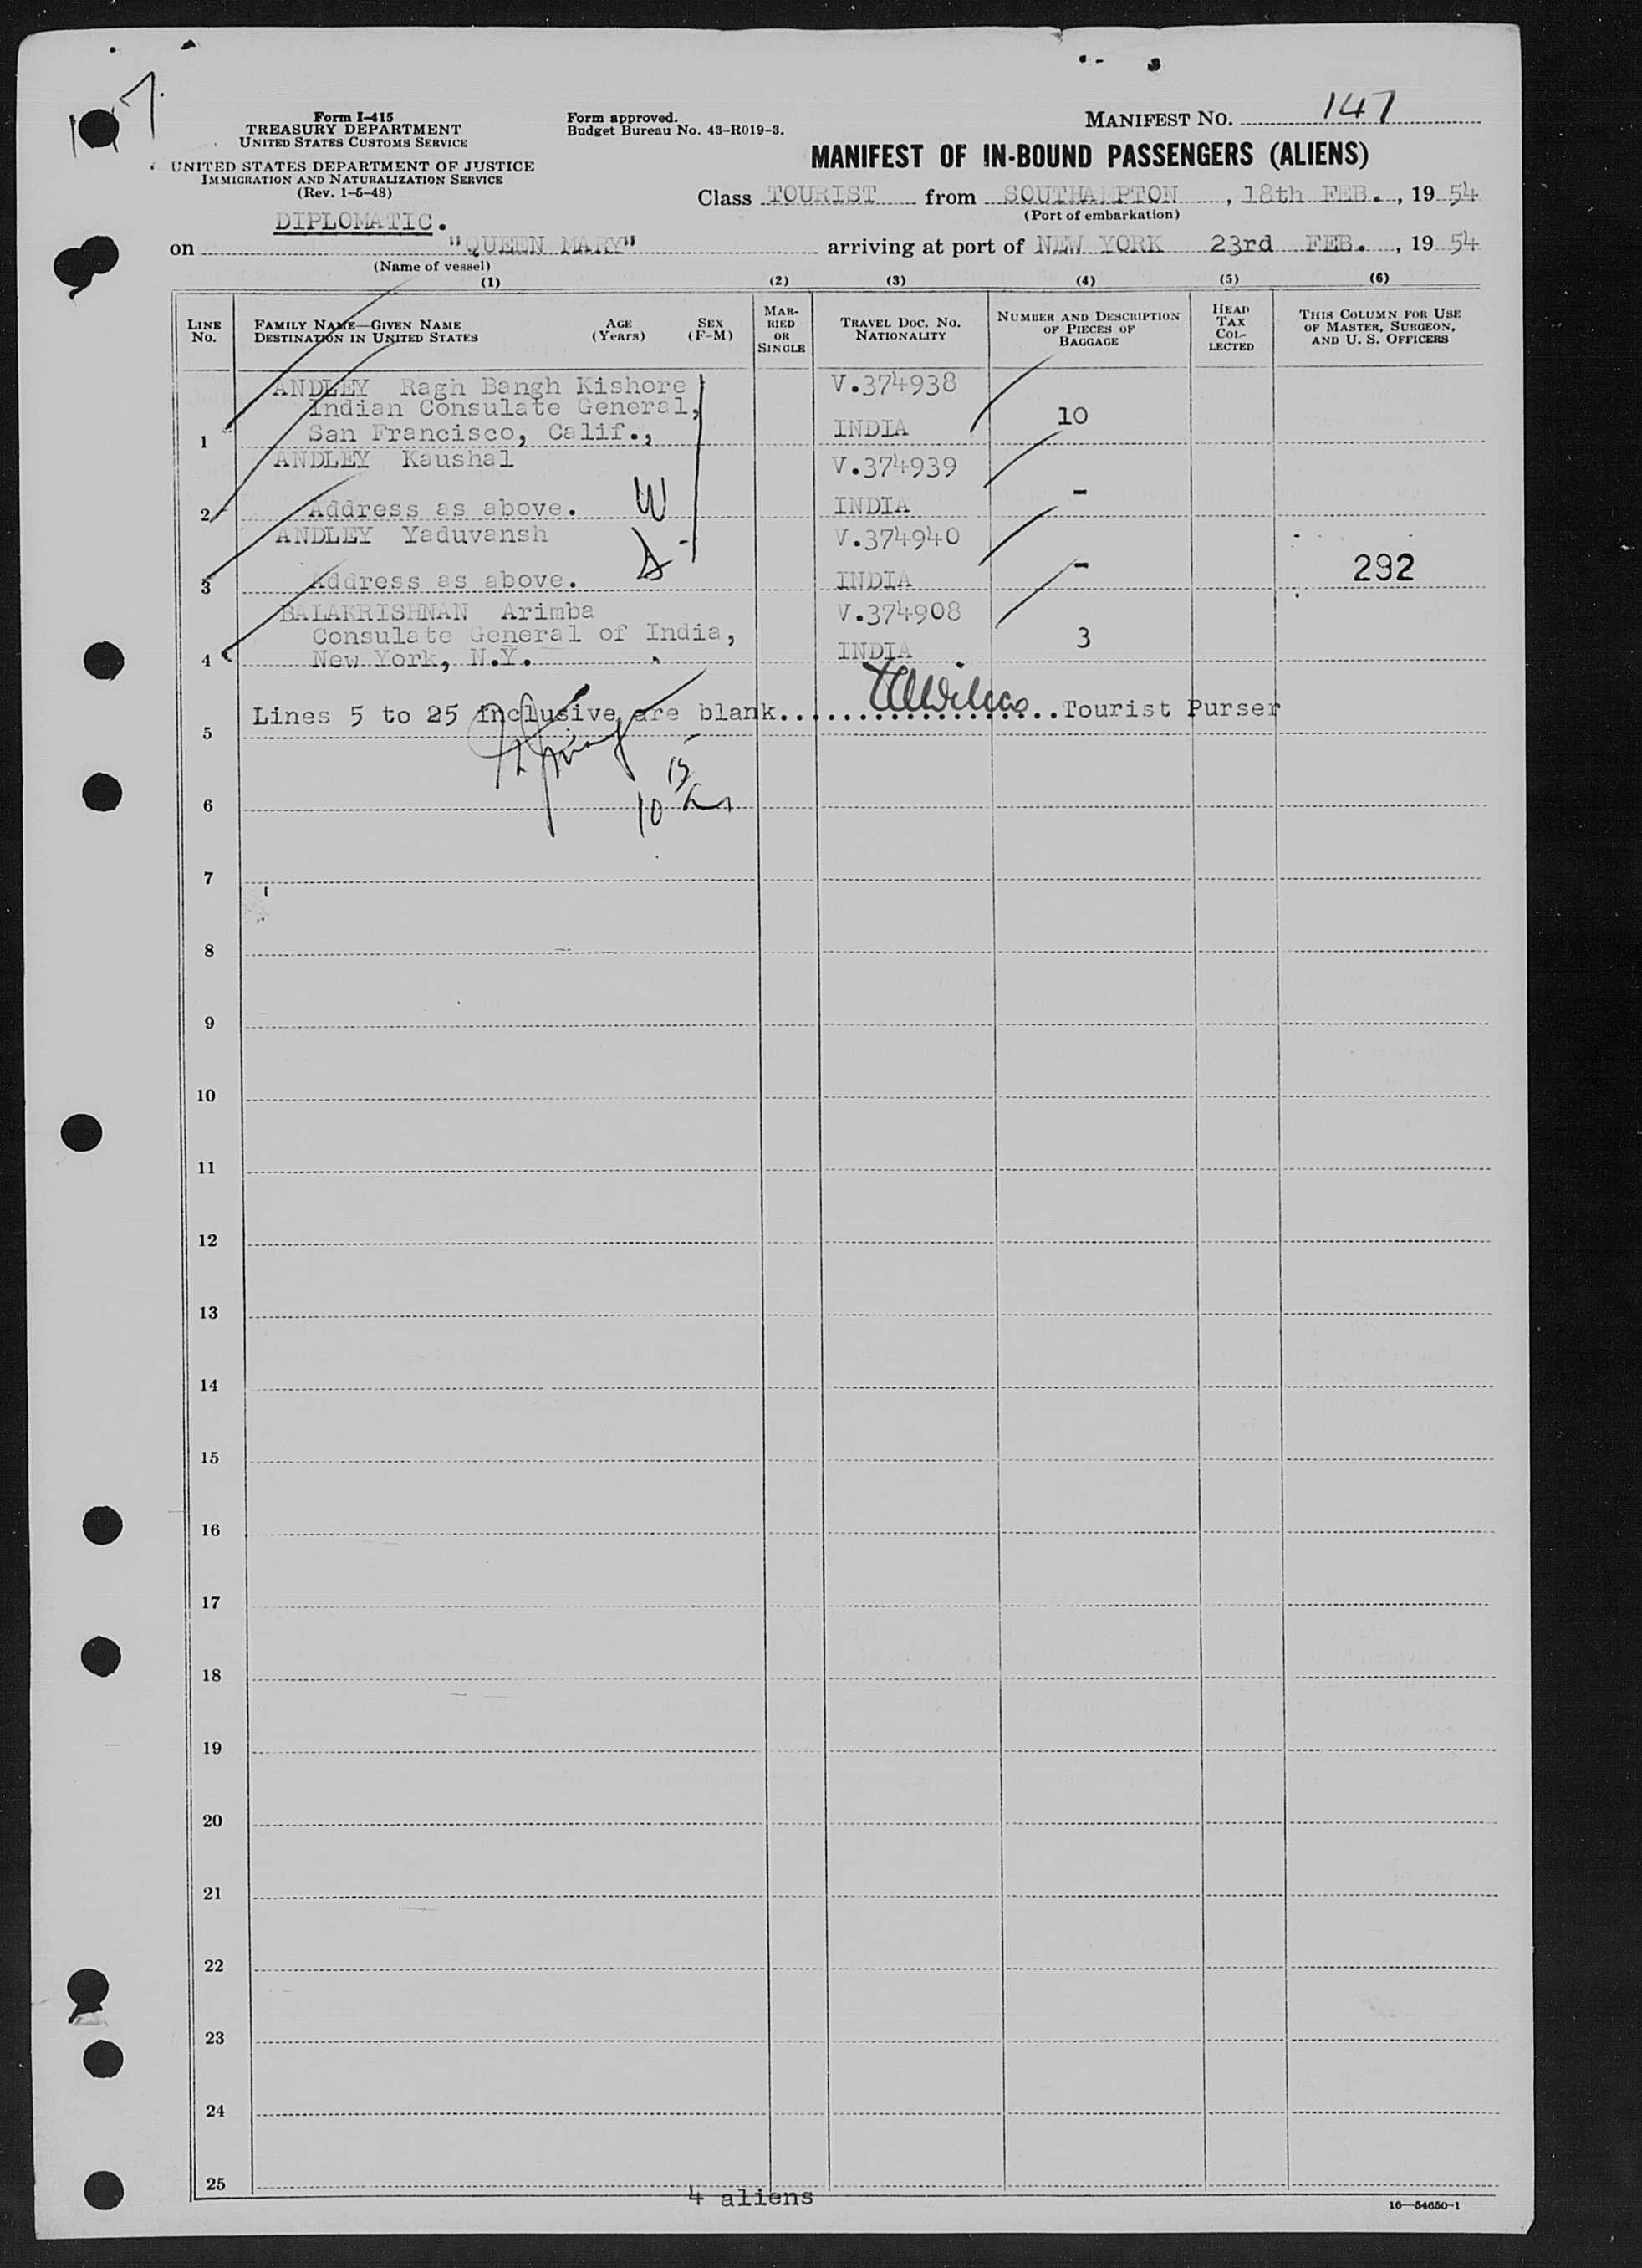 MANIFEST NO. 147
Form I-415
TREASURY DEPARTMENT
UNITED STATES CUSTOMS SERVICE
UNITED STATES DEPARTMENT OF JUSTICE
IMMIGRATION AND NATURALIZATION SERVICE
(Rev. 1-5-48)
Form approved.
Budget Bureau No. 43-R019-3.
MANIFEST OF IN-BOUND PASSENGERS (ALIENS)
Class TOURIST from SOUTHAMPTON, 18th FEB., 1954
(Port of embarkation)
DIPLOMATIC.
on "QUEEN MARY" arriving at port of NEW YORK 23rd FEB., 1954
(Name of vessel)
(1) (2) (3) (4) (5) (6)
LINE NO.
FAMILY NAME—GIVEN NAME
DESTINATION IN UNITED STATES
AGE (Years)
SEX (F-M)
MARRIED OR SINGLE
TRAVEL DOC. NO. NATIONALITY
NUMBER AND DESCRIPTION OF PIECES OF BAGGAGE
HEAD TAX COLLECTED
THIS COLUMN FOR USE OF MASTER, SURGEON, AND U. S. OFFICERS
ANDLEY Ragh Bangh Kishore V.374938
Indian Consulate General, 10
1 San Francisco, Calif., INDIA
ANDLEY Kaushal V.374939
2 Address as above. W INDIA -
ANDLEY Yaduvansh V.374940
3 Address as above. INDIA - 292
BALAKRISHNAN Arimba V.374908
Consulate General of India, 3
4 New York, N.Y. INDIA
Lines 5 to 25 inclusive are blank....................Tourist Purser
5
10 15
6
7
8
9
10
11
12
13
14
15
16
17
18
19
20
21
22
23
24
25
4 aliens
16—54650-1